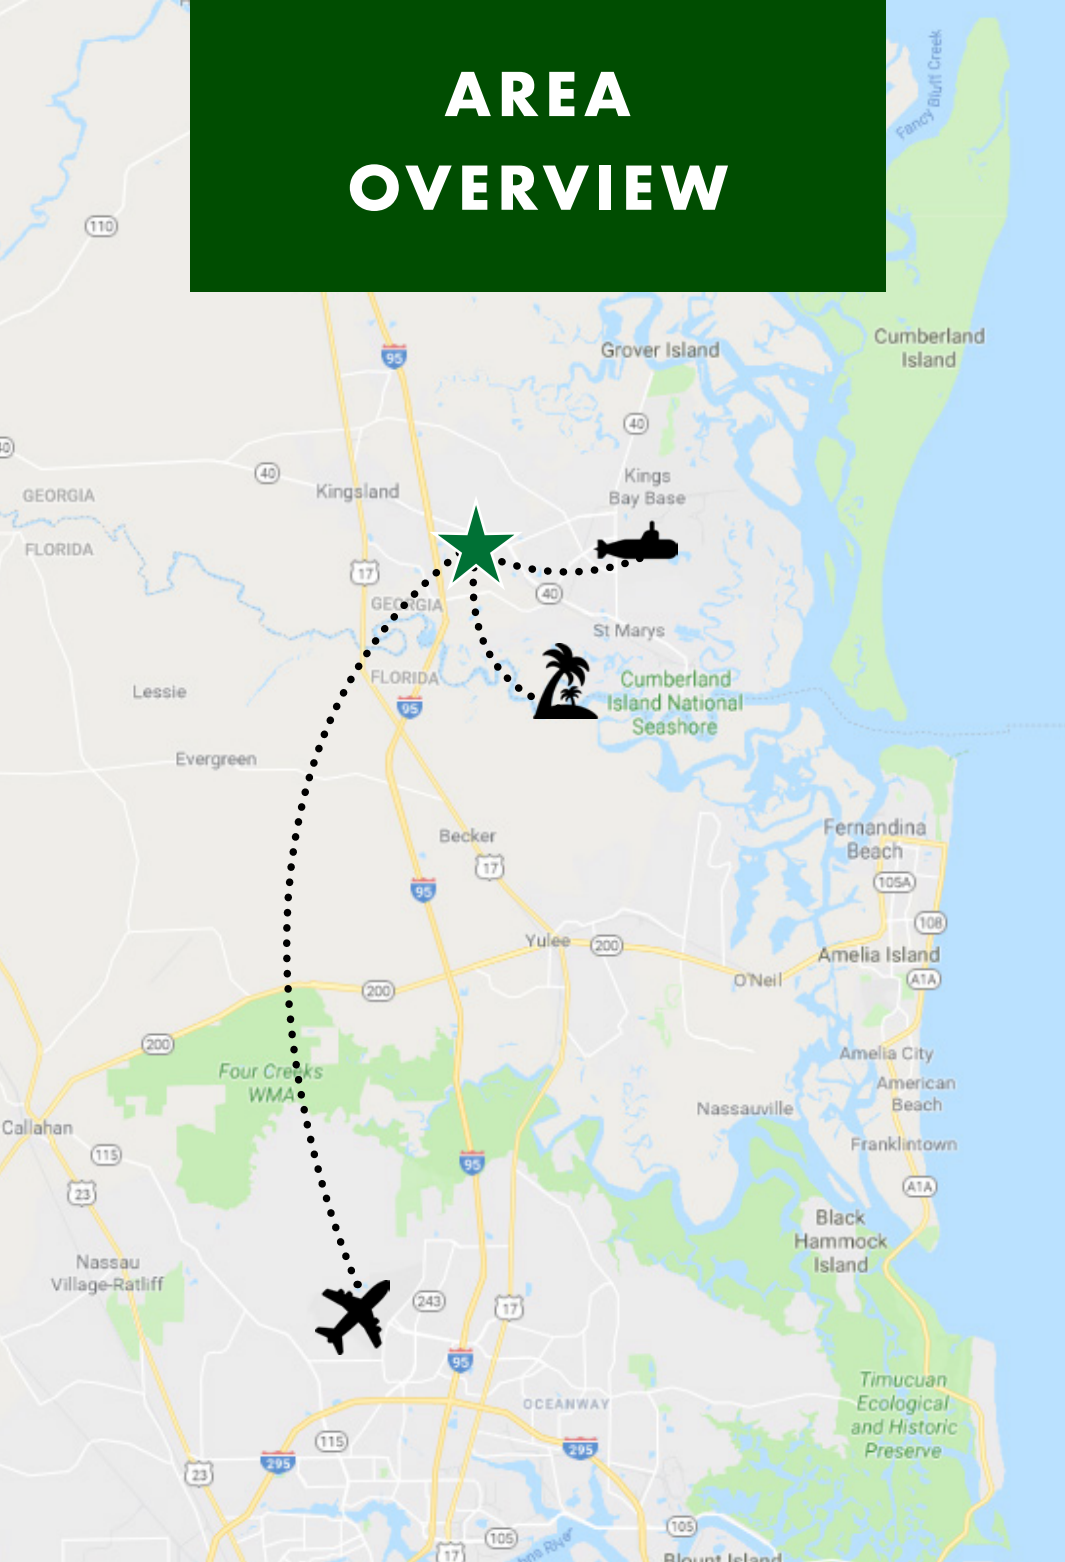 AREA
OVERVIEW
Fancy Bluff Creek
110
95
Grover Island
Cumberland
Island
40
40
40
Kings
Bay Base
GEORGIA
Kingsland
FLORIDA
17
40
GEORGIA
St Marys
FLORIDA
Cumberland
Island National
Seashore
Lessie
95
Evergreen
Becker
17
Fernandina
Beach
105A
95
108
Yulee
200
Amelia Island
O'Neil
A1A
200
200
Amelia City
Four Creeks
WMA
American
Beach
Nassauville
Callahan
Franklintown
115
95
23
A1A
Black
Hammock
Island
Nassau
Village-Ratliff
243
17
95
Timucuan
Ecological
and Historic
Preserve
OCEANWAY
115
295
295
23
105
105
17
Blount Island